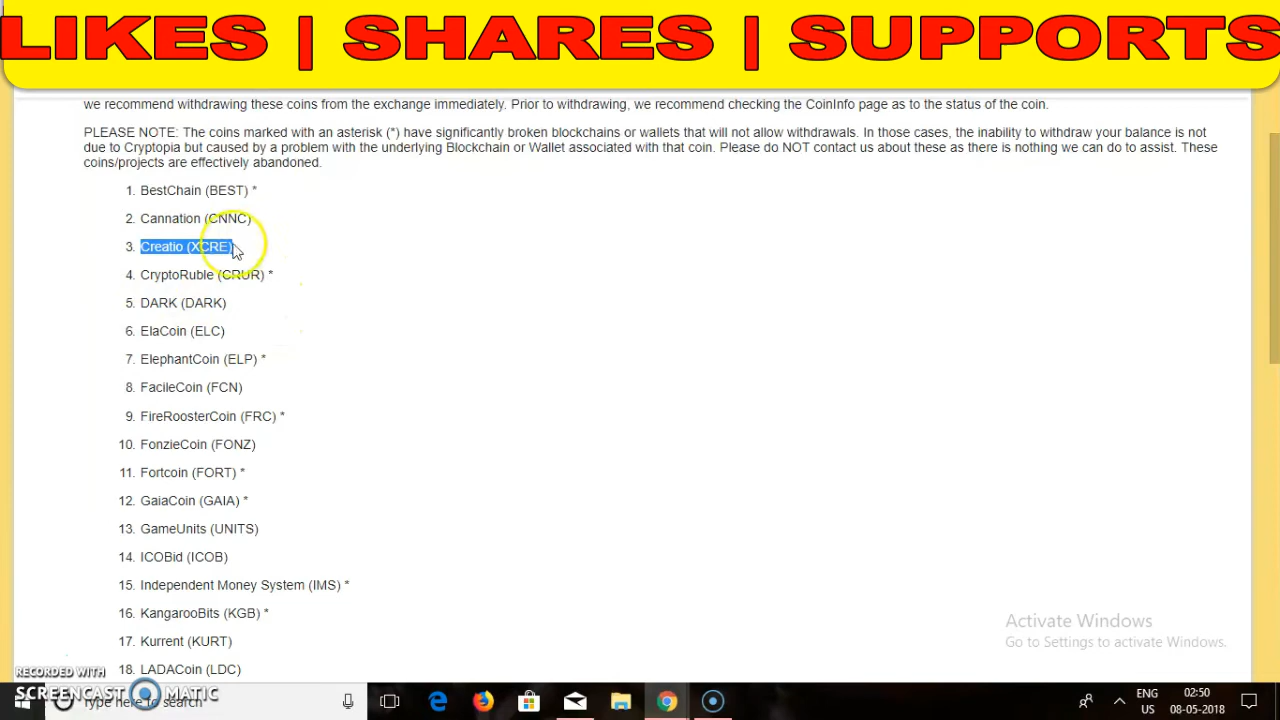 LIKES | SHARES | SUPPORTS
we recommend withdrawing these coins from the exchange immediately. Prior to withdrawing, we recommend checking the CoinInfo page as to the status of the coin.
PLEASE NOTE: The coins marked with an asterisk (*) have significantly broken blockchains or wallets that will not allow withdrawals. In those cases, the inability to withdraw your balance is not
due to Cryptopia but caused by a problem with the underlying Blockchain or Wallet associated with that coin. Please do NOT contact us about these as there is nothing we can do to assist. These
coins/projects are effectively abandoned.
1. BestChain (BEST) *
2. Cannation (CNNC)
3. Creatio (XCRE)
4. CryptoRuble (CRUR) *
5. DARK (DARK)
6. ElaCoin (ELC)
7. ElephantCoin (ELP) *
8. FacileCoin (FCN)
9. FireRoosterCoin (FRC) *
10. FonzieCoin (FONZ)
11. Fortcoin (FORT) *
12. GaiaCoin (GAIA) *
13. GameUnits (UNITS)
14. ICOBid (ICOB)
15. Independent Money System (IMS) *
16. KangarooBits (KGB) *
17. Kurrent (KURT)
18. LADACoin (LDC)
Activate Windows
Go to Settings to activate Windows.
RECORDED WITH
SCREENCAST MATIC
Type here to search
ENG
US
02:50
08-05-2018